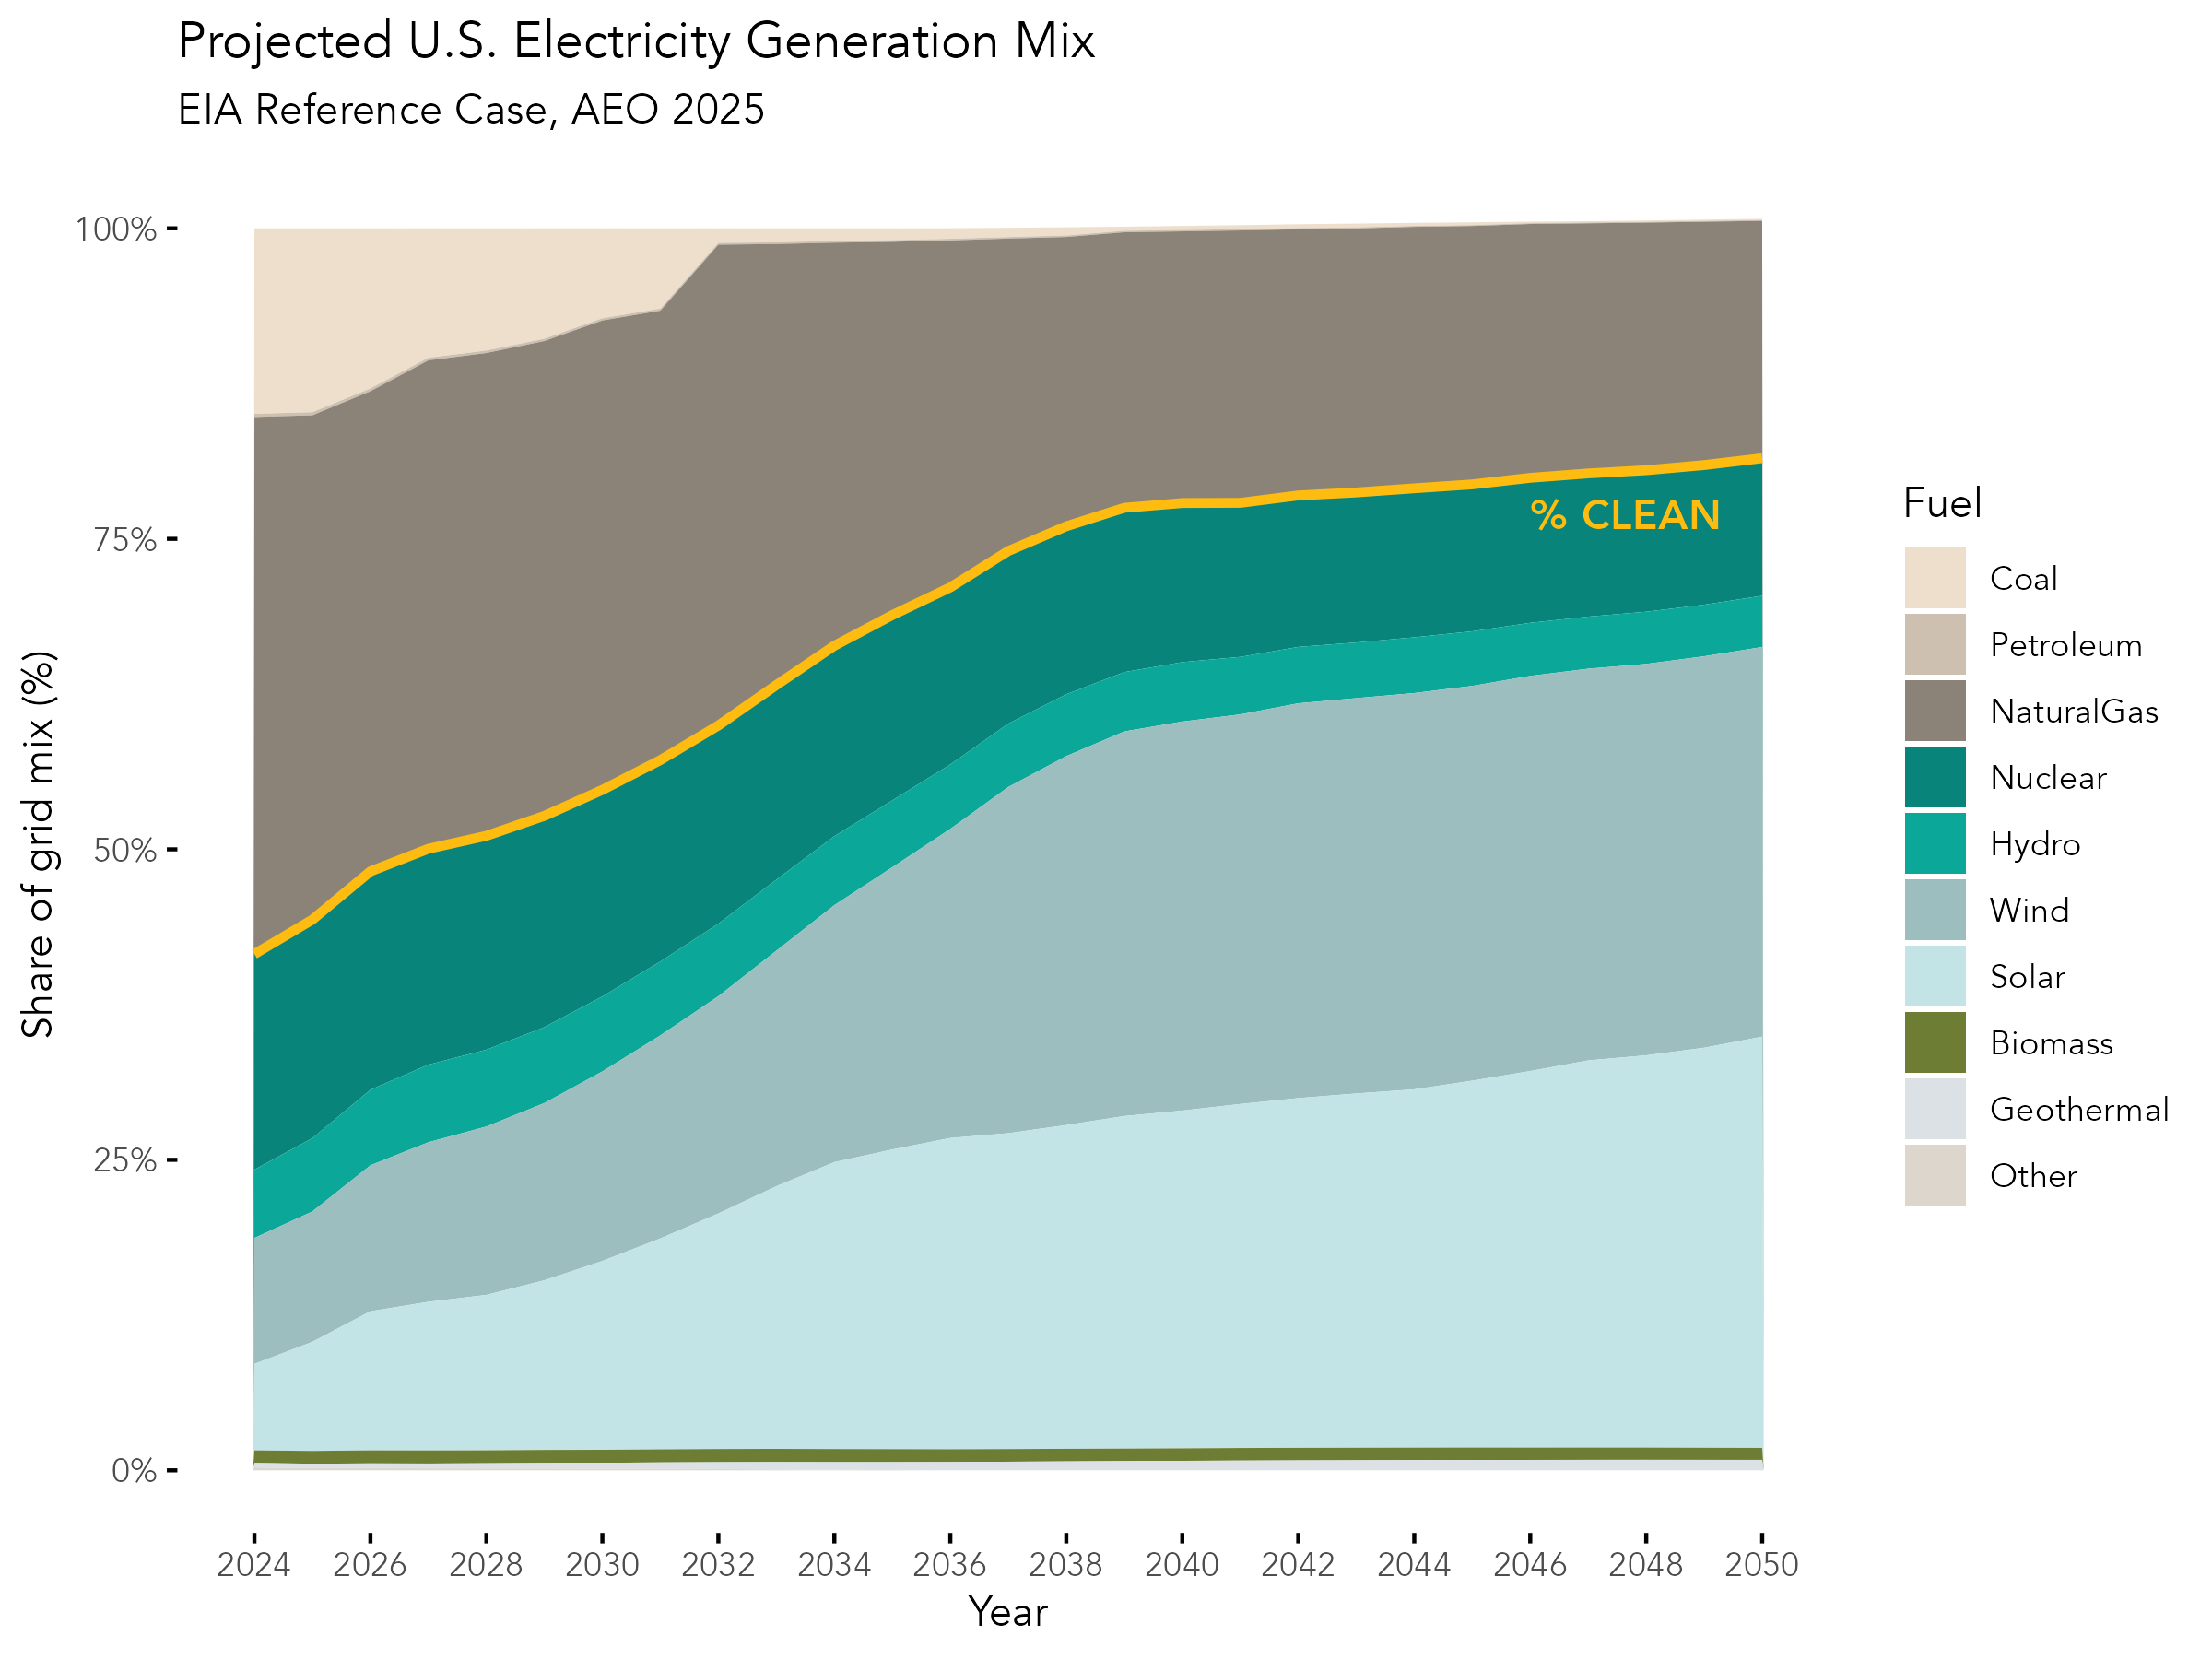 Projected U.S. Electricity Generation Mix
EIA Reference Case, AEO 2025
Share of grid mix (%)
100%
75%
50%
25%
0%
% CLEAN
2024 2026 2028 2030 2032 2034 2036 2038 2040 2042 2044 2046 2048 2050
Year
Fuel
Coal
Petroleum
NaturalGas
Nuclear
Hydro
Wind
Solar
Biomass
Geothermal
Other